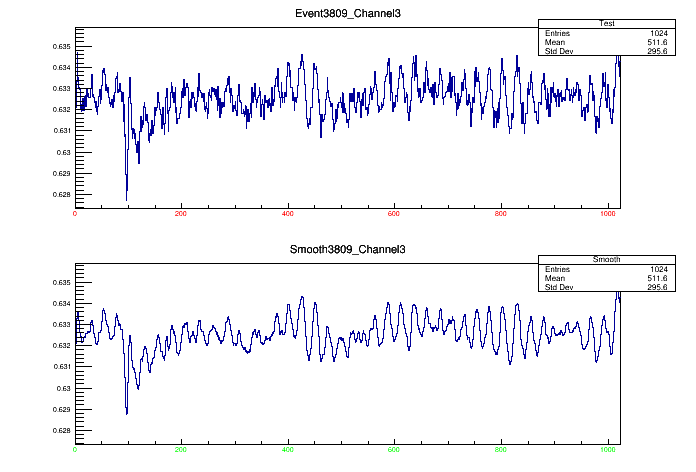 Event3809_Channel3
Test
Entries 1024
Mean 511.6
Std Dev 295.6
0.635
0.634
0.633
0.632
0.631
0.63
0.629
0.628
0 200 400 600 800 1000
Smooth3809_Channel3
Smooth
Entries 1024
Mean 511.6
Std Dev 295.6
0.635
0.634
0.633
0.632
0.631
0.63
0.629
0.628
0 200 400 600 800 1000